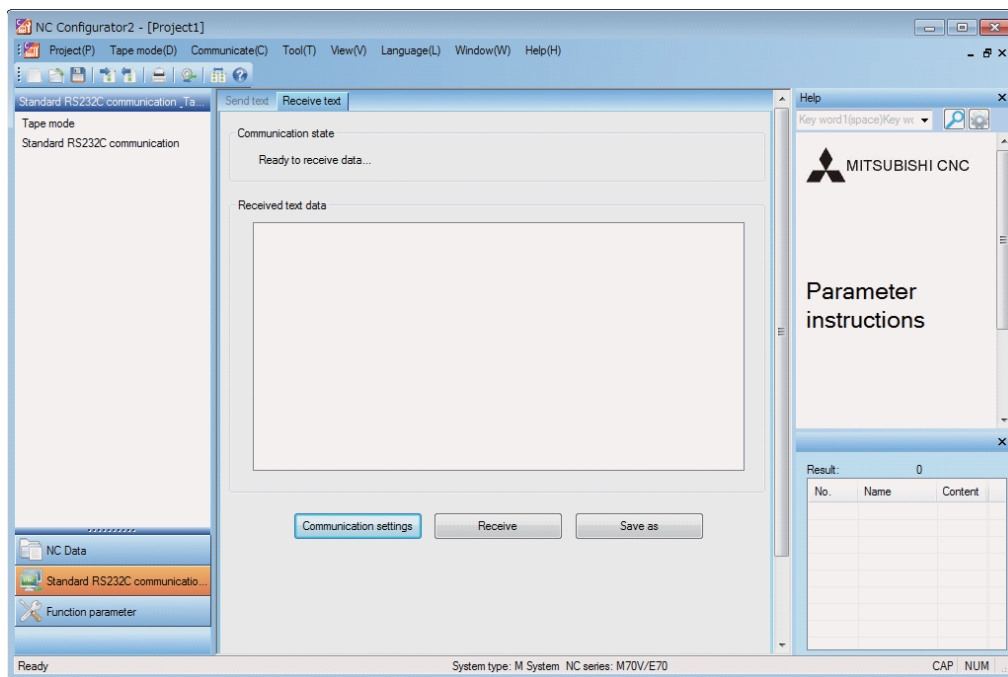 NC Configurator2 - [Project1]
Project(P) Tape mode(D) Communicate(C) Tool(T) View(V) Language(L) Window(W) Help(H)
Standard RS232C communication _Ta...
Tape mode
Standard RS232C communication
NC Data
Standard RS232C communicatio...
Function parameter
Send text Receive text
Communication state
Ready to receive data...
Received text data
Communication settings Receive Save as
Help
Key word1(space)Key wo
MITSUBISHI CNC
Parameter
instructions
Result: 0
No. Name Content
Ready System type: M System NC series: M70V/E70 CAP NUM